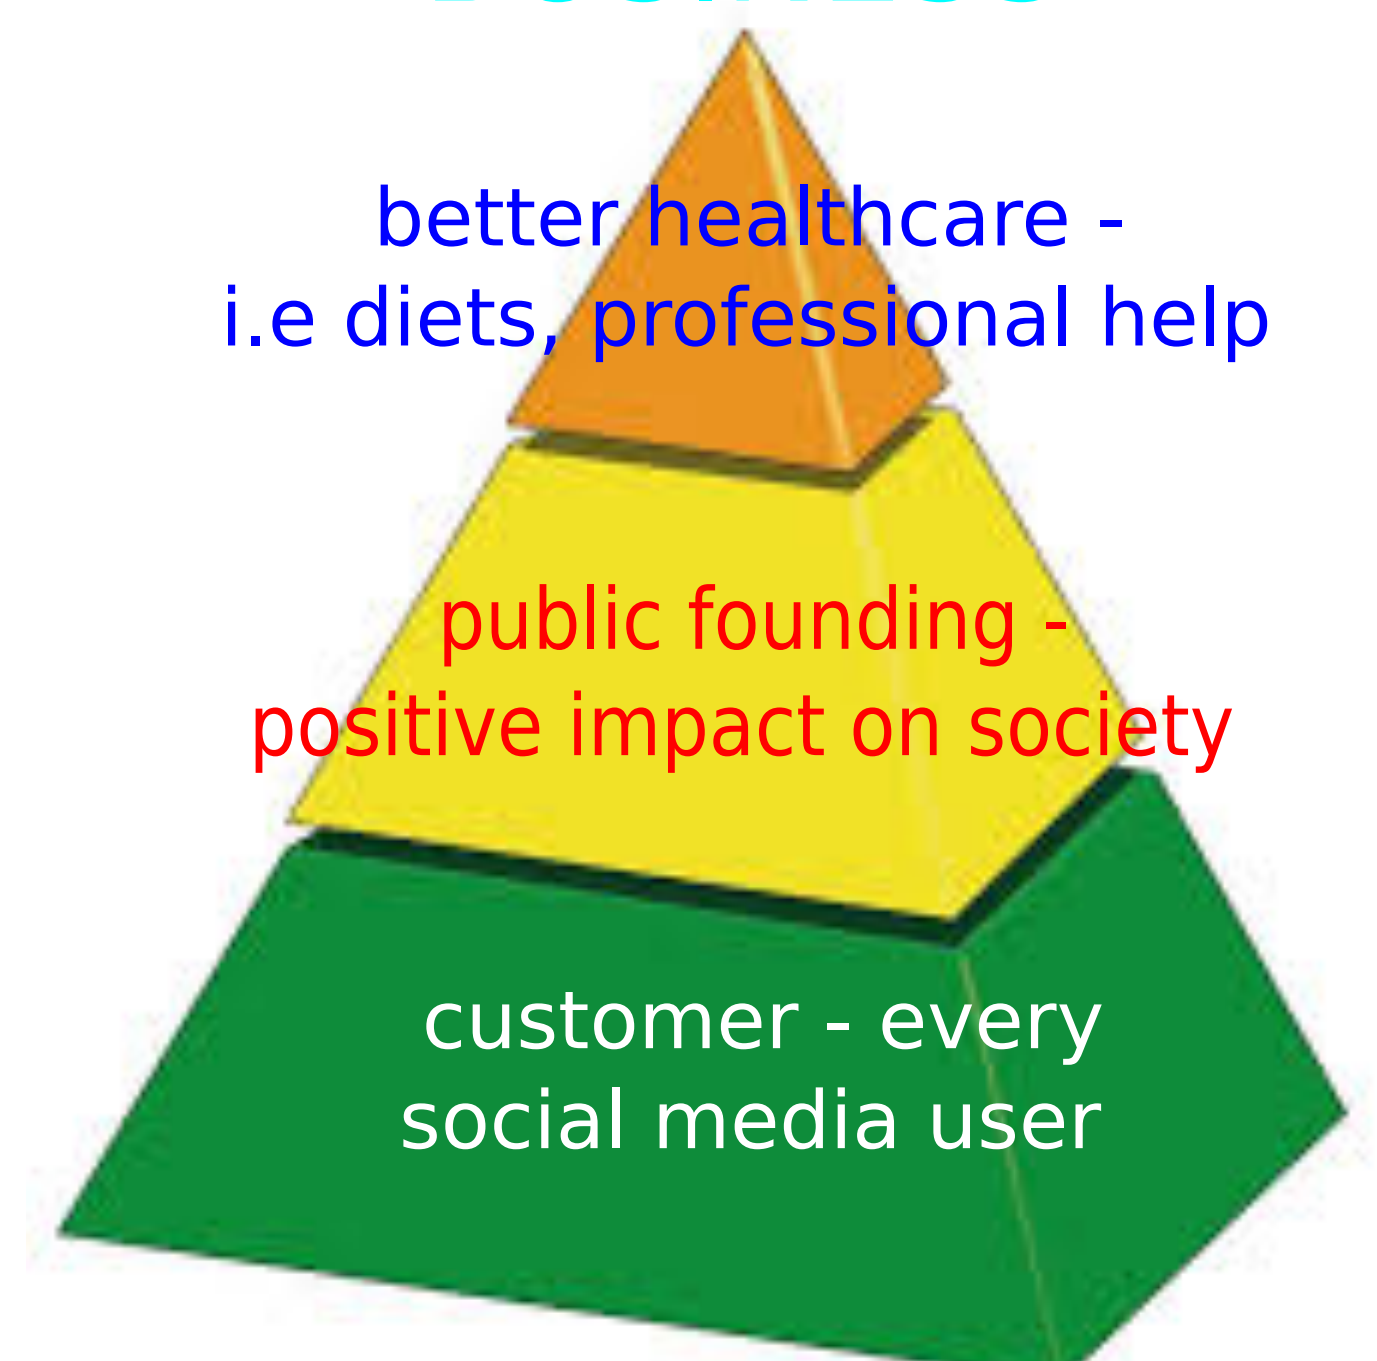 better healthcare -
i.e diets, professional help
public founding -
positive impact on society
customer - every
social media user